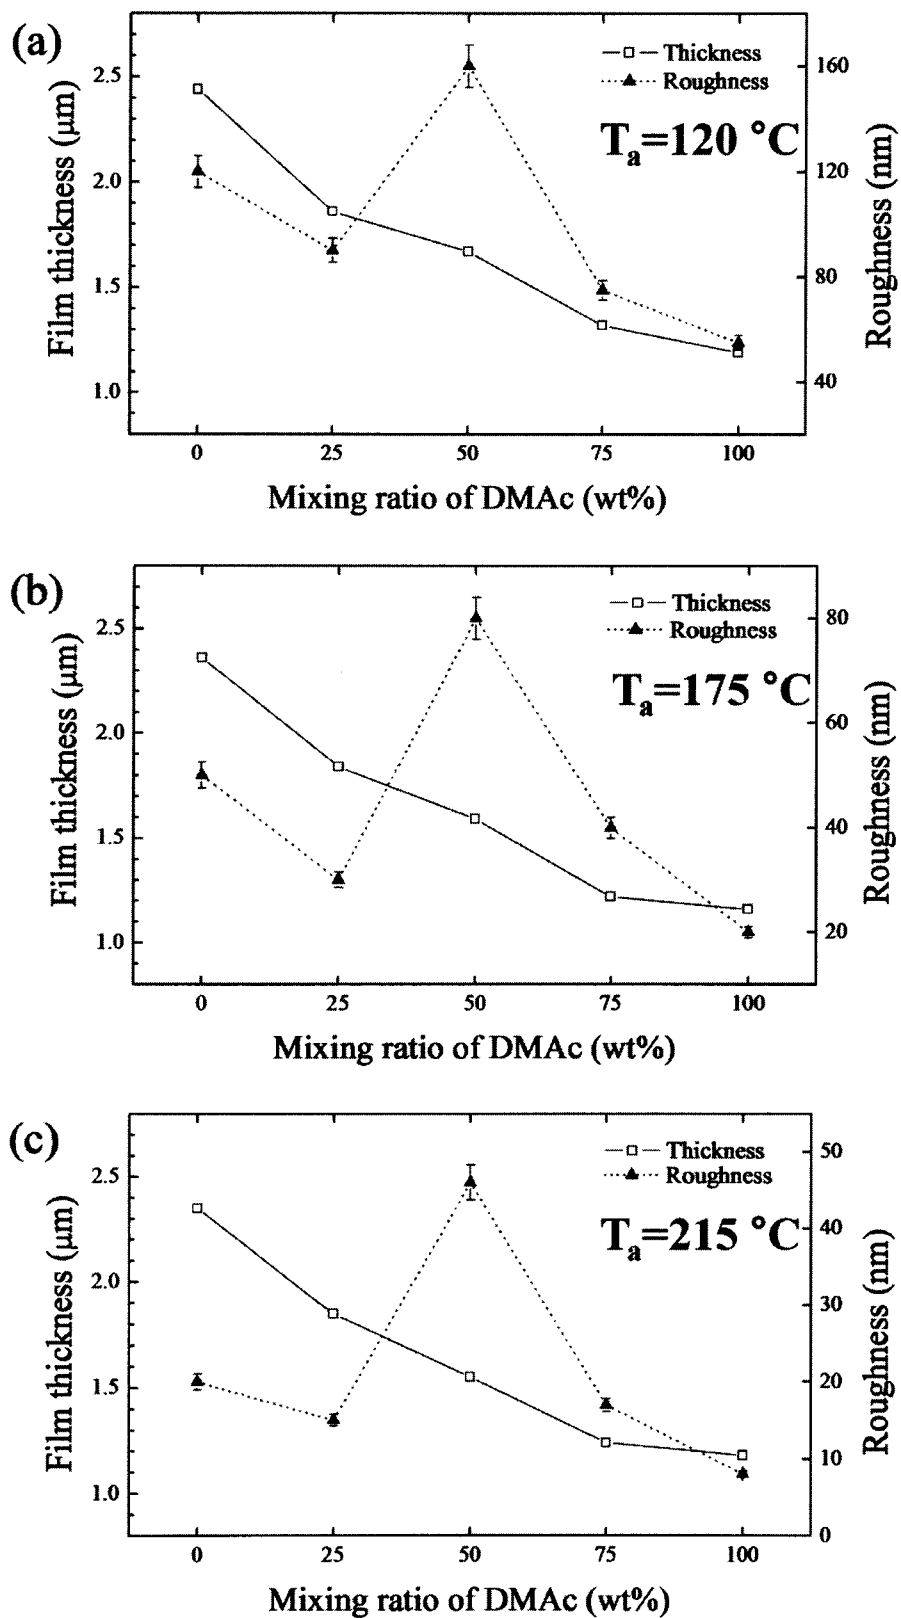 (a)
Thickness
Roughness
Tₐ=120 °C
Film thickness (μm)
2.5
2.0
1.5
1.0
160
120
80
40
Roughness (nm)
0 25 50 75 100
Mixing ratio of DMAc (wt%)
(b)
Thickness
Roughness
Tₐ=175 °C
Film thickness (μm)
2.5
2.0
1.5
1.0
80
60
40
20
Roughness (nm)
0 25 50 75 100
Mixing ratio of DMAc (wt%)
(c)
Thickness
Roughness
Tₐ=215 °C
Film thickness (μm)
2.5
2.0
1.5
1.0
50
40
30
20
10
0
Roughness (nm)
0 25 50 75 100
Mixing ratio of DMAc (wt%)